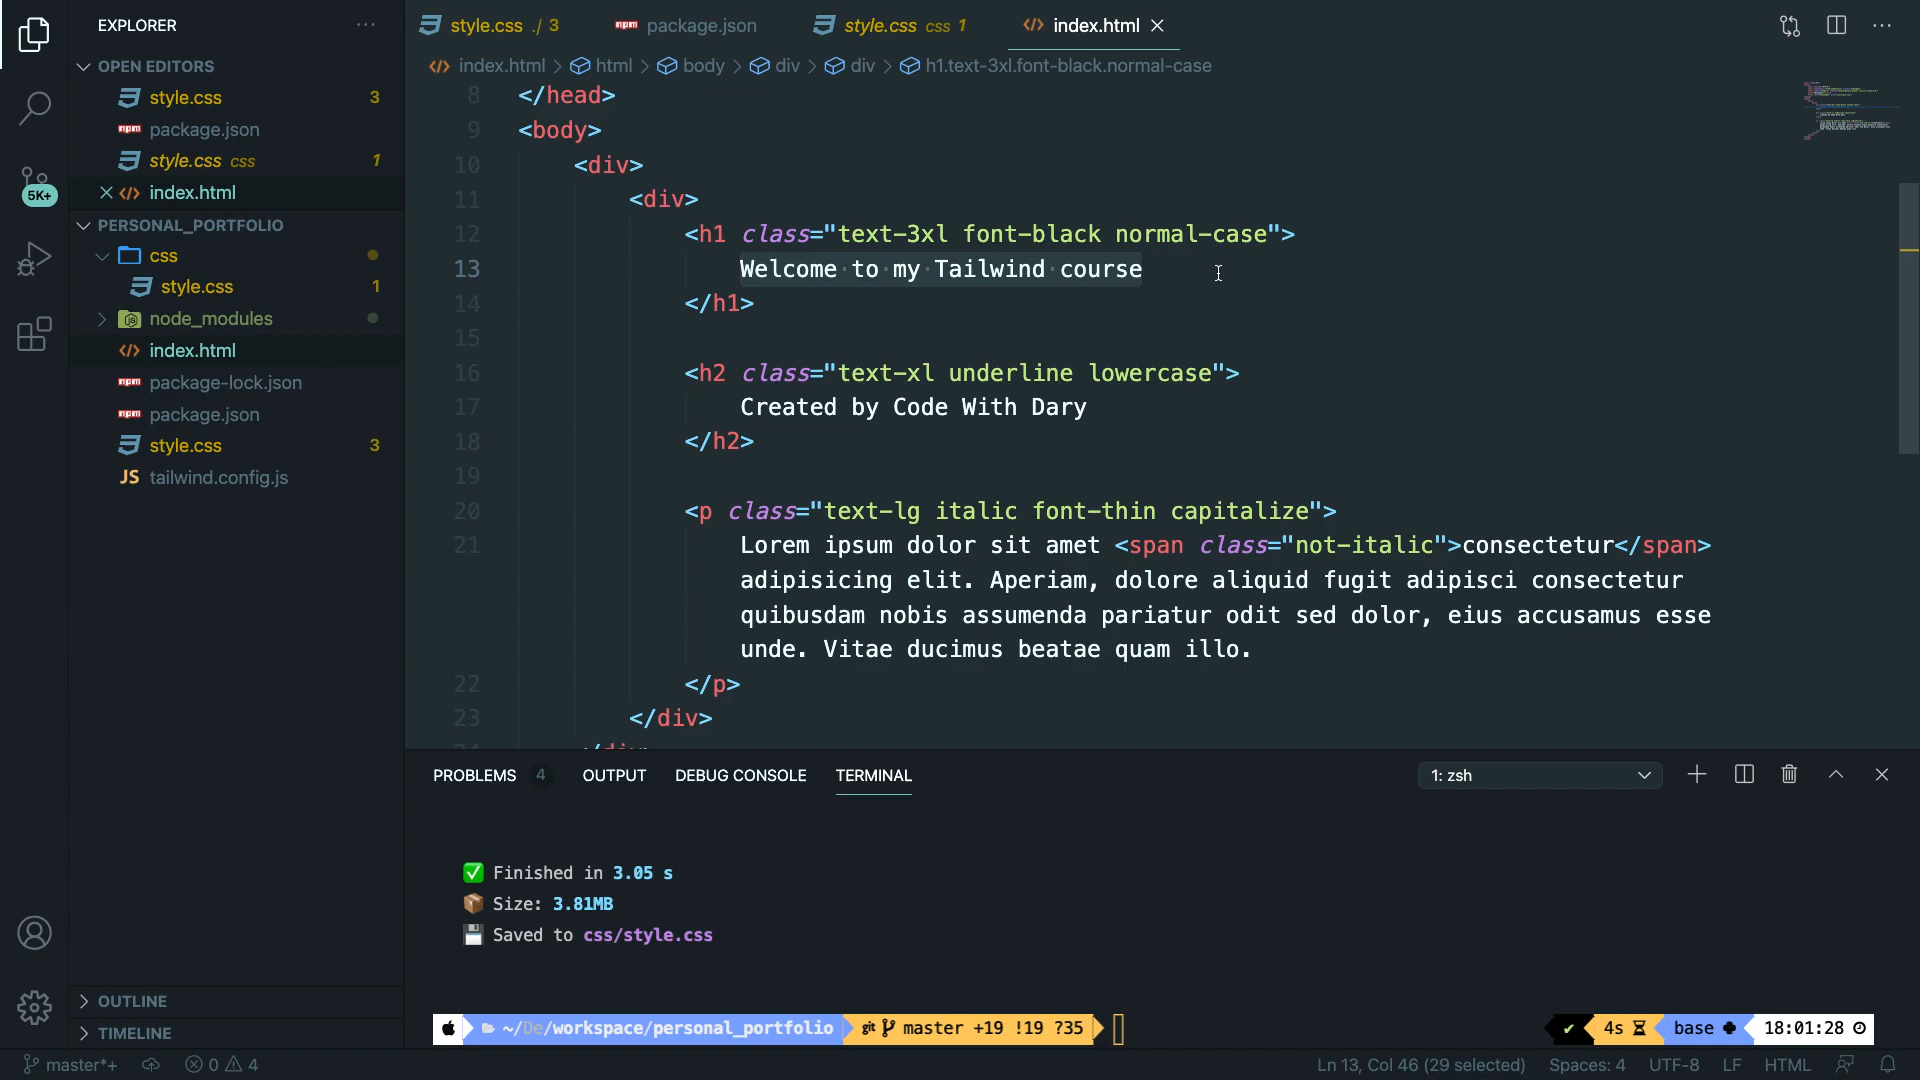 EXPLORER
OPEN EDITORS
style.css 3
package.json
style.css css 1
index.html
PERSONAL_PORTFOLIO
css
style.css 1
node_modules
index.html
package-lock.json
package.json
style.css 3
JS tailwind.config.js
OUTLINE
TIMELINE
5K+
style.css ./ 3
package.json
style.css css 1
index.html
index.html > html > body > div > div > h1.text-3xl.font-black.normal-case
8 </head>
9 <body>
10 <div>
11 <div>
12 <h1 class="text-3xl font-black normal-case">
13 Welcome·to·my·Tailwind·course
14 </h1>
15
16 <h2 class="text-xl underline lowercase">
17 Created by Code With Dary
18 </h2>
19
20 <p class="text-lg italic font-thin capitalize">
21 Lorem ipsum dolor sit amet <span class="not-italic">consectetur</span>
adipisicing elit. Aperiam, dolore aliquid fugit adipisci consectetur
quibusdam nobis assumenda pariatur odit sed dolor, eius accusamus esse
unde. Vitae ducimus beatae quam illo.
22 </p>
23 </div>
PROBLEMS 4 OUTPUT DEBUG CONSOLE TERMINAL
1: zsh
✅ Finished in 3.05 s
📦 Size: 3.81MB
💾 Saved to css/style.css
~/De/workspace/personal_portfolio git master +19 !19 ?35
✔ 4s base 18:01:28
master*+ 0 4
Ln 13, Col 46 (29 selected) Spaces: 4 UTF-8 LF HTML